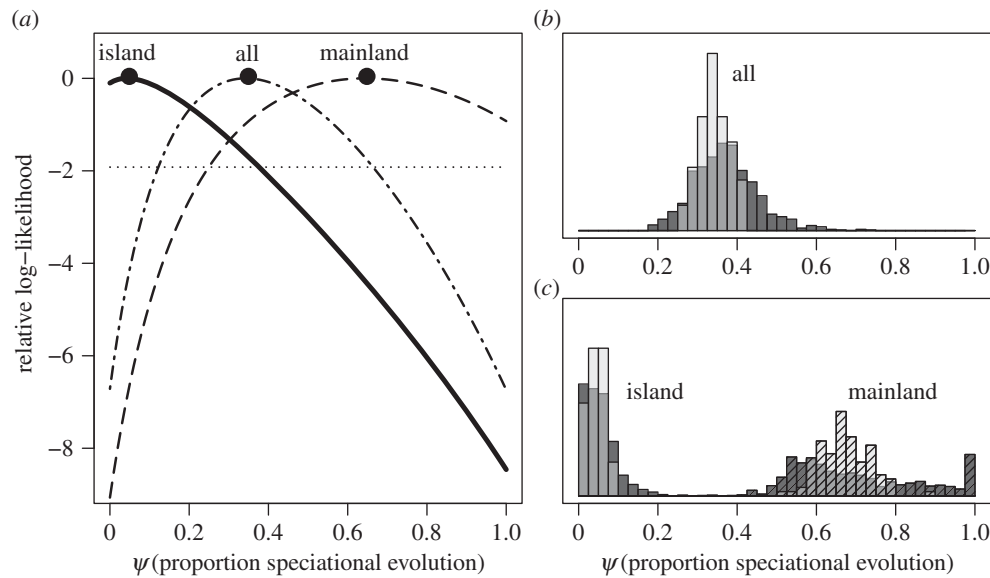 (a)
island all mainland
0
−2
−4
−6
−8
relative log−likelihood
0 0.2 0.4 0.6 0.8 1.0
ψ(proportion speciational evolution)
(b)
all
0 0.2 0.4 0.6 0.8 1.0
(c)
island mainland
0 0.2 0.4 0.6 0.8 1.0
ψ(proportion speciational evolution)